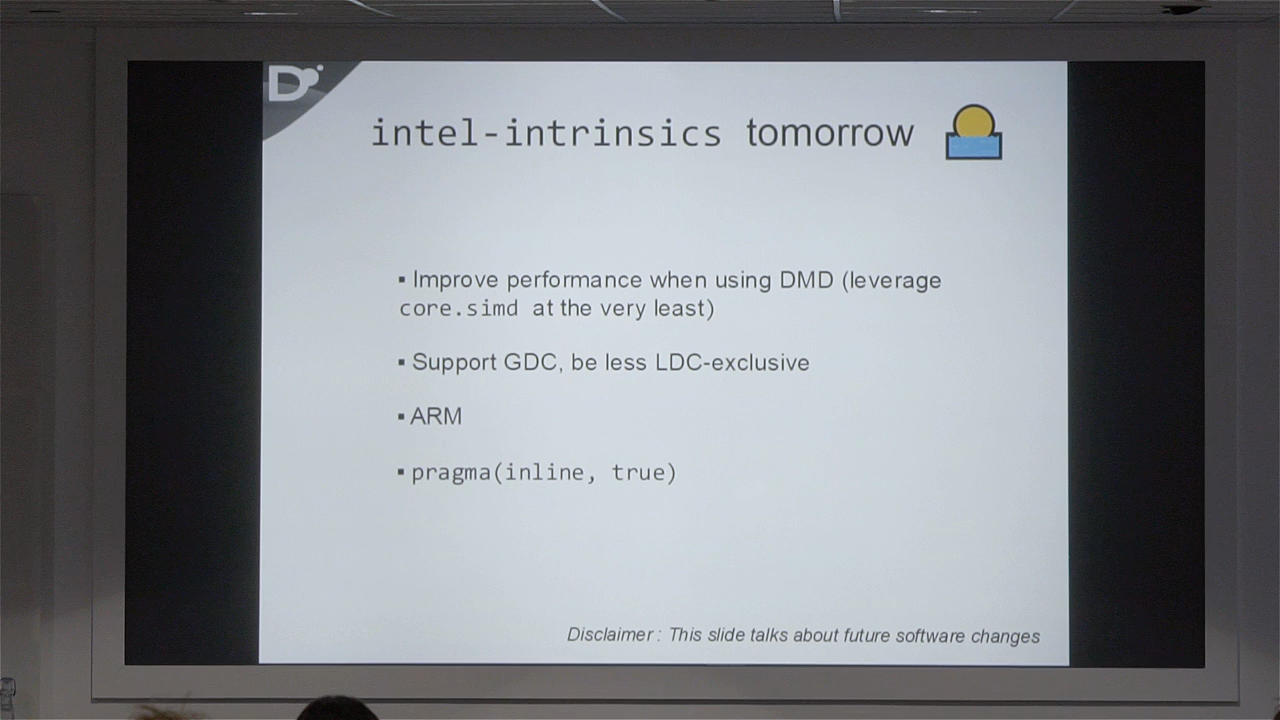 D
intel-intrinsics tomorrow
▪ Improve performance when using DMD (leverage
core.simd at the very least)
▪ Support GDC, be less LDC-exclusive
▪ ARM
▪ pragma(inline, true)
Disclaimer : This slide talks about future software changes